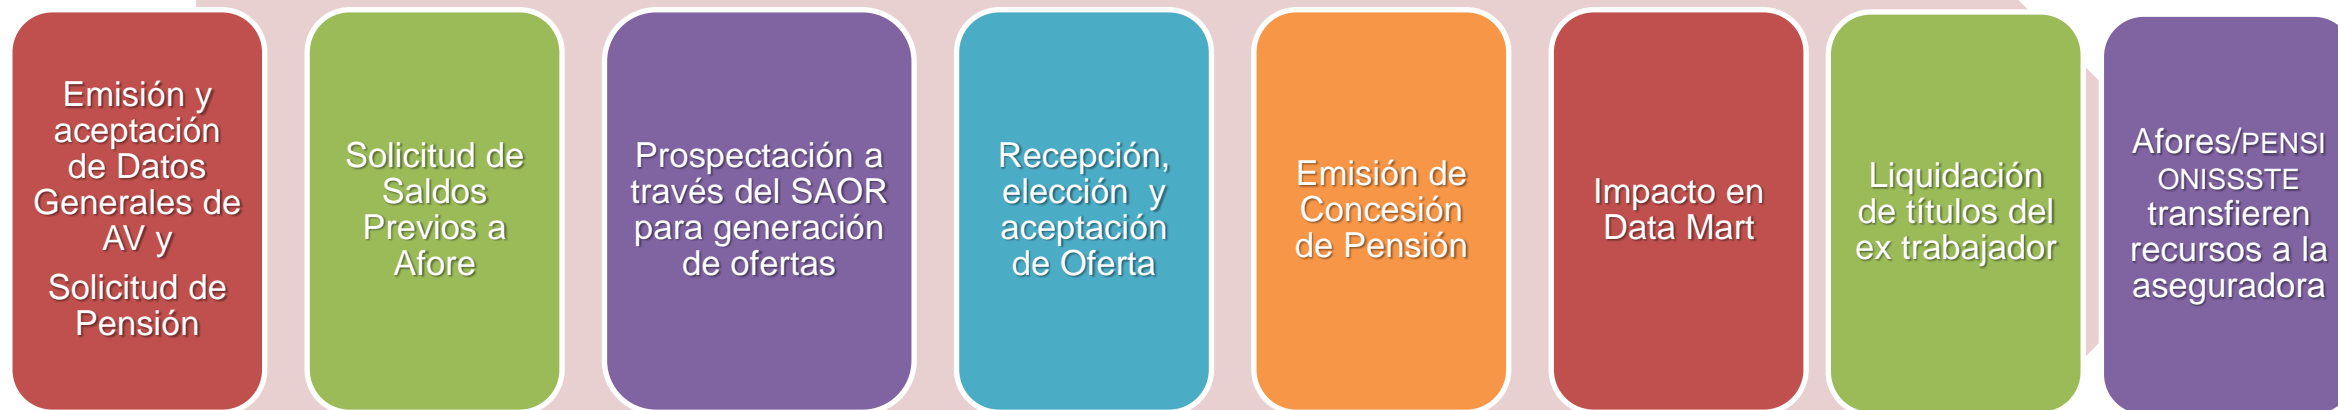 Emisión y
aceptación
de Datos
Generales de
AV y
Solicitud de
Pensión
Solicitud de
Saldos
Previos a
Afore
Prospectación a
través del SAOR
para generación
de ofertas
Recepción,
elección y
aceptación
de Oferta
Emisión de
Concesión
de Pensión
Impacto en
Data Mart
Liquidación
de títulos del
ex trabajador
Afores/PENSI
ONISSSTE
transfieren
recursos a la
aseguradora